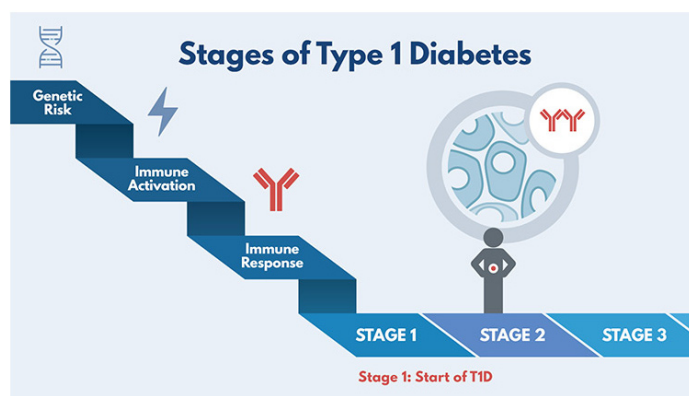 Stages of Type 1 Diabetes
Genetic
Risk
Immune
Activation
Immune
Response
STAGE 1
STAGE 2
STAGE 3
Stage 1: Start of T1D